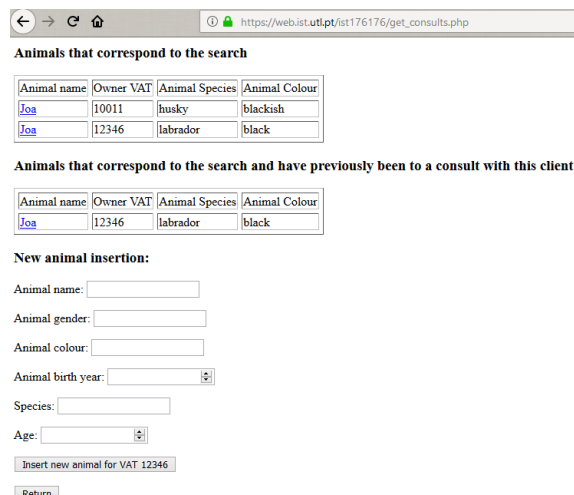 https://web.ist.utl.pt/ist176176/get_consults.php
Animals that correspond to the search
Animal name Owner VAT Animal Species Animal Colour
Joa 10011 husky blackish
Joa 12346 labrador black
Animals that correspond to the search and have previously been to a consult with this client
Animal name Owner VAT Animal Species Animal Colour
Joa 12346 labrador black
New animal insertion:
Animal name:
Animal gender:
Animal colour:
Animal birth year:
Species:
Age:
Insert new animal for VAT 12346
Return